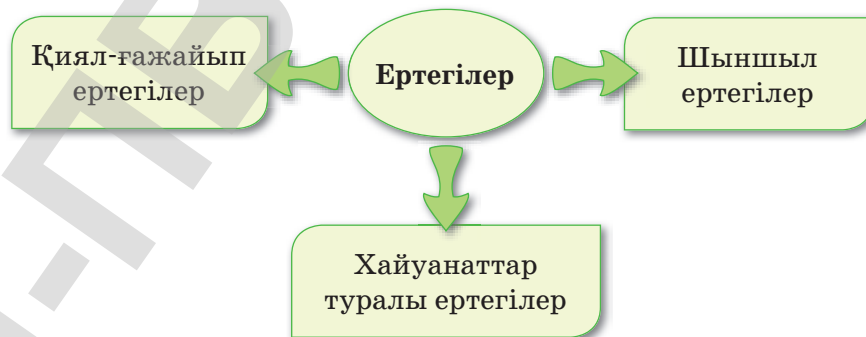 Қиял-ғажайып
ертегілер
Ертегілер
Шыншыл
ертегілер
Хайуанаттар
туралы ертегілер